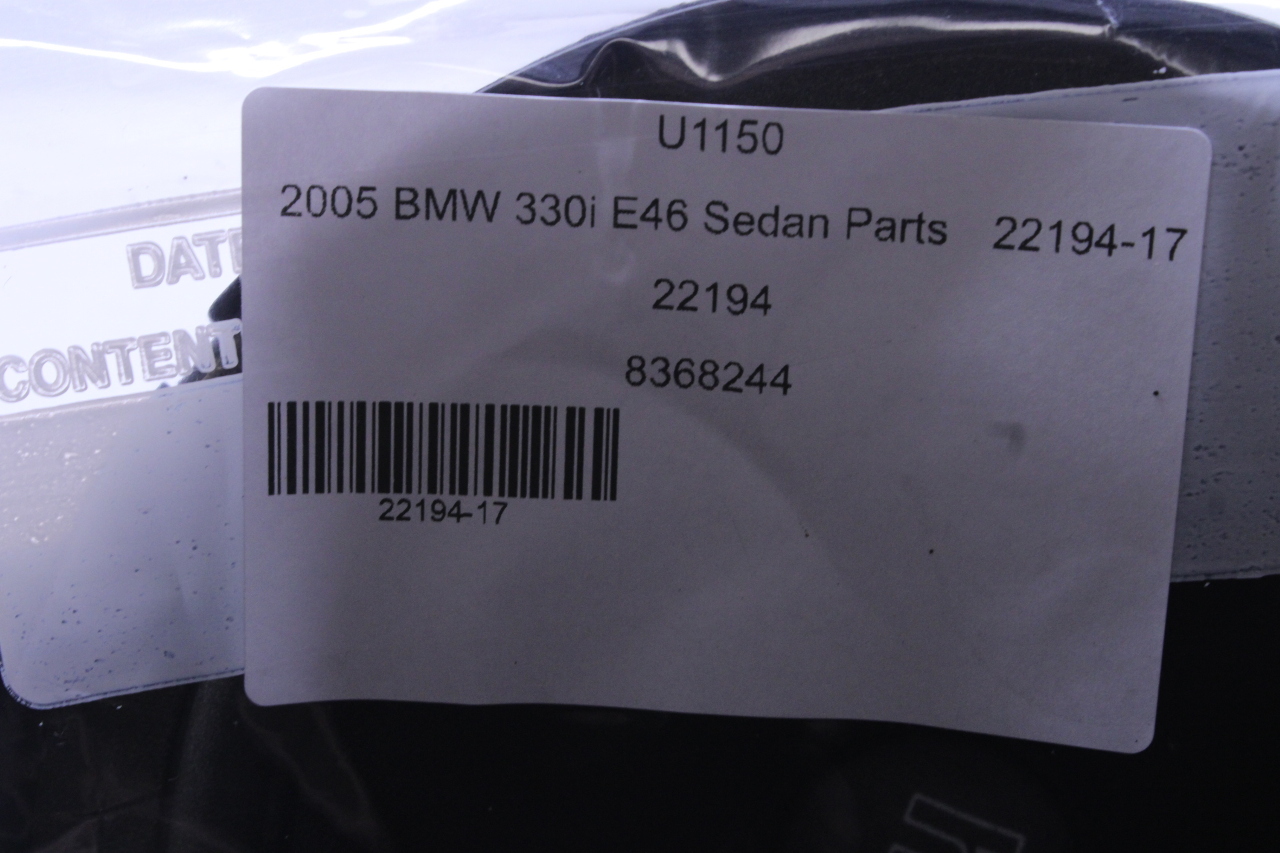 U1150
2005 BMW 330i E46 Sedan Parts 22194-17
22194
8368244
22194-17
DATE
CONTENT